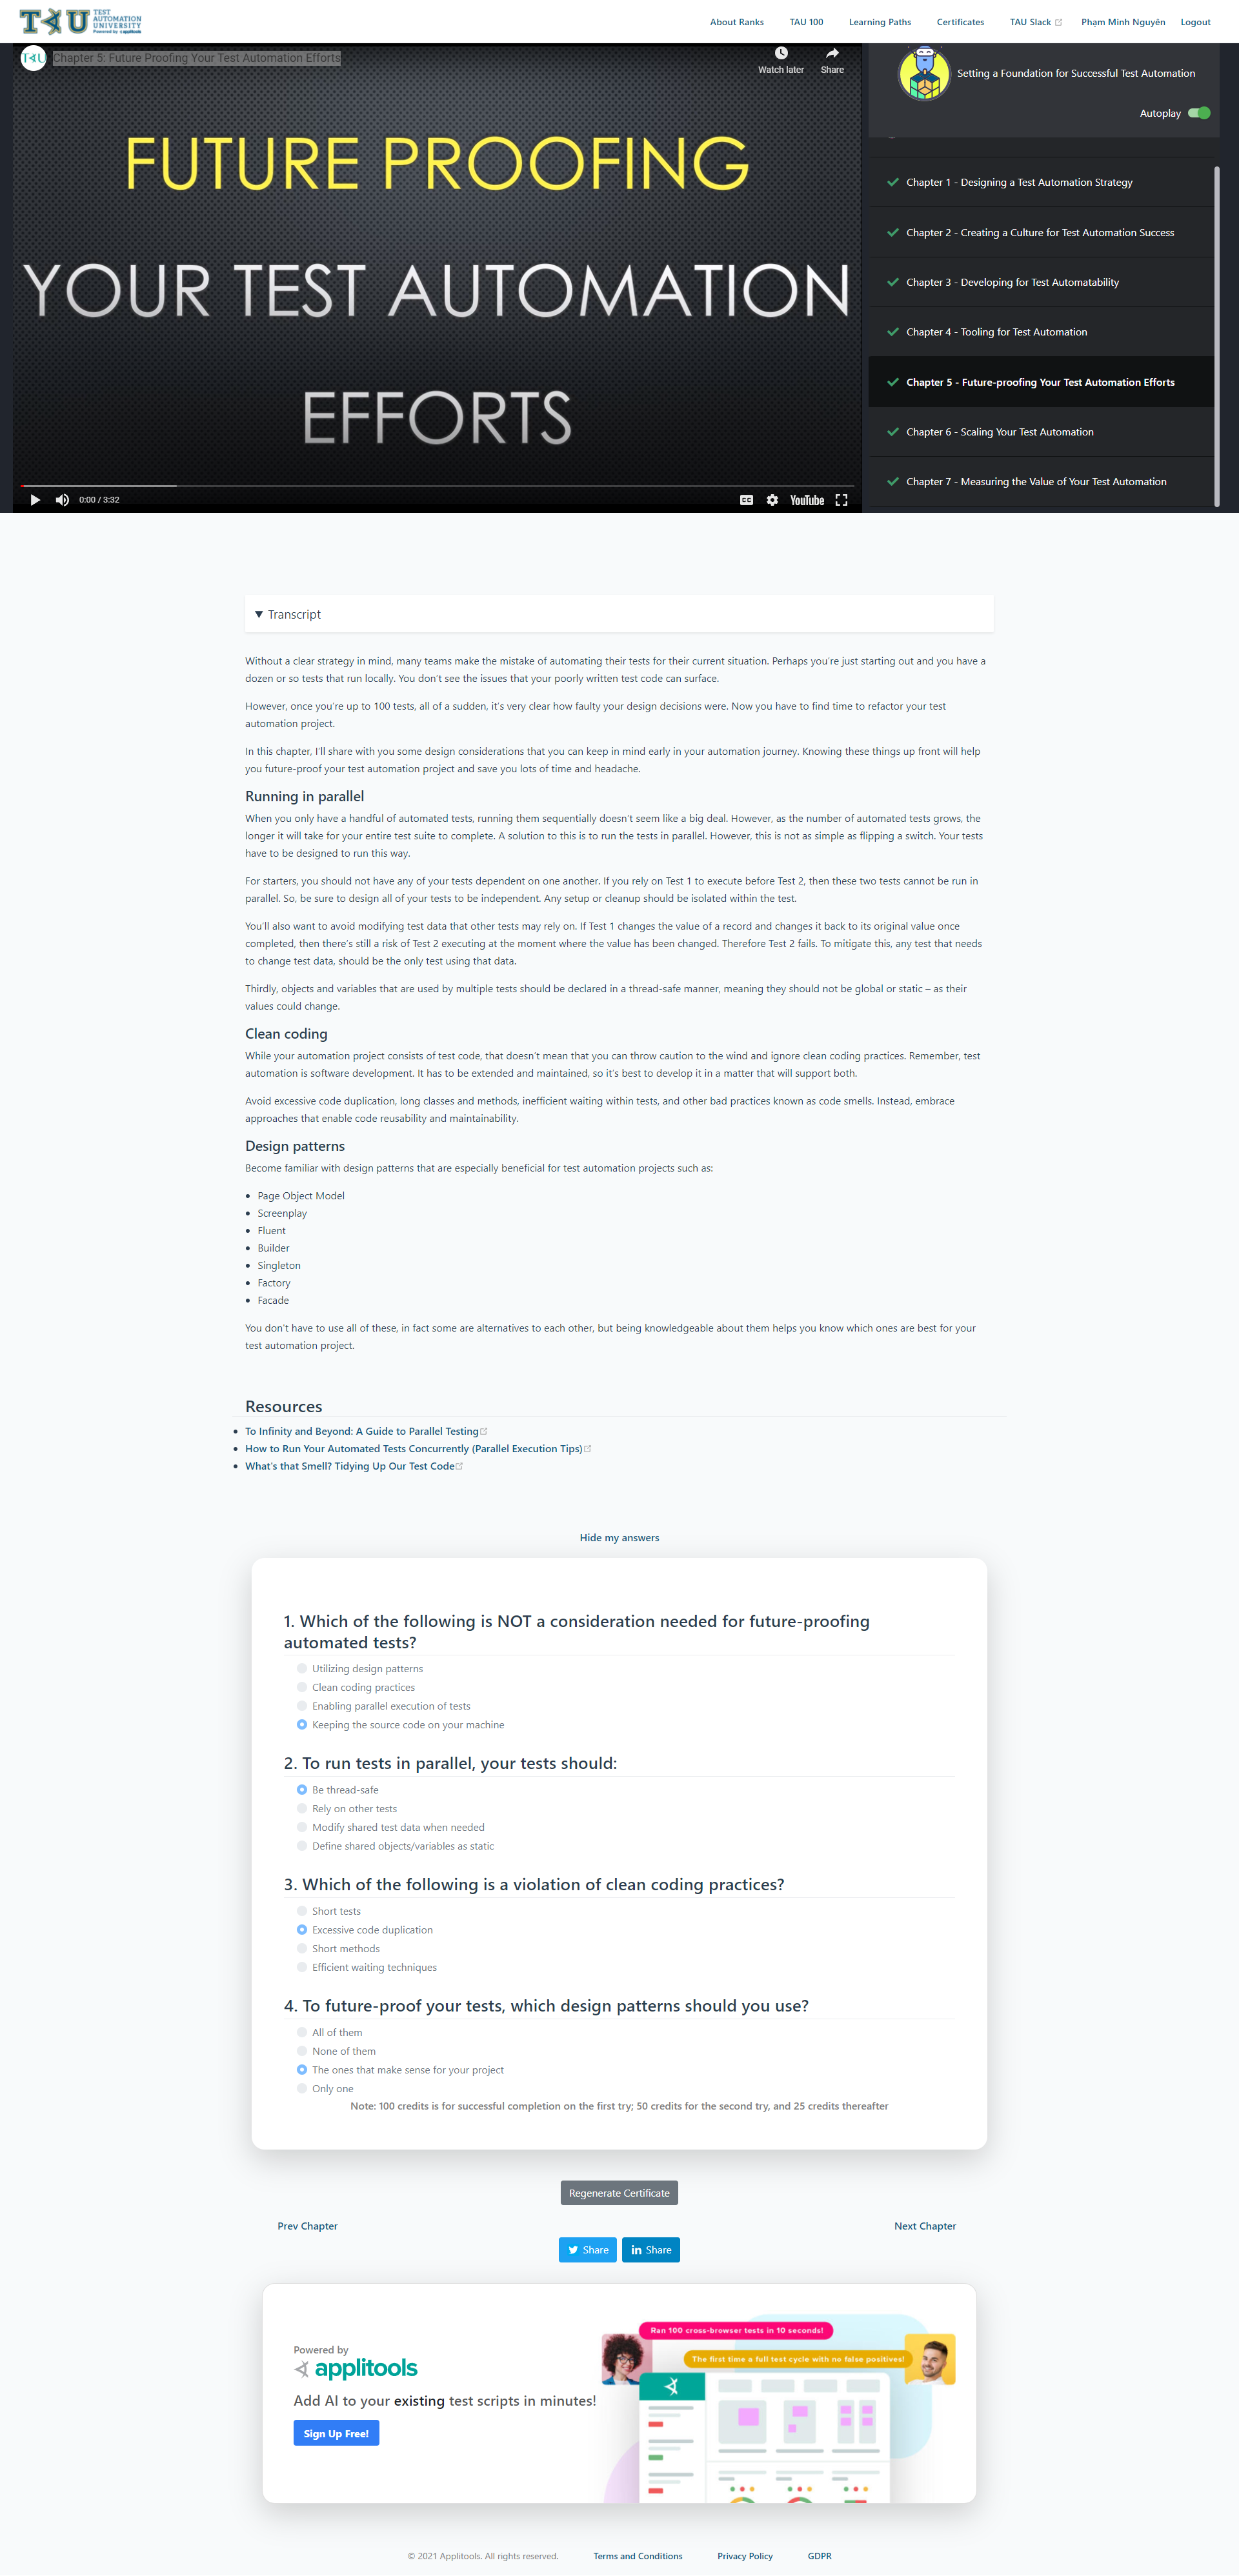 TAU TEST
AUTOMATION
UNIVERSITY
Powered by applitools
About Ranks TAU 100 Learning Paths Certificates TAU Slack Phạm Minh Nguyên Logout
TAU Chapter 5: Future Proofing Your Test Automation Efforts
Watch later Share
FUTURE PROOFING
YOUR TEST AUTOMATION
EFFORTS
0:00 / 3:32 CC YouTube
Setting a Foundation for Successful Test Automation
Autoplay
Chapter 1 - Designing a Test Automation Strategy
Chapter 2 - Creating a Culture for Test Automation Success
Chapter 3 - Developing for Test Automatability
Chapter 4 - Tooling for Test Automation
Chapter 5 - Future-proofing Your Test Automation Efforts
Chapter 6 - Scaling Your Test Automation
Chapter 7 - Measuring the Value of Your Test Automation
Transcript
Without a clear strategy in mind, many teams make the mistake of automating their tests for their current situation. Perhaps you're just starting out and you have a
dozen or so tests that run locally. You don't see the issues that your poorly written test code can surface.
However, once you're up to 100 tests, all of a sudden, it's very clear how faulty your design decisions were. Now you have to find time to refactor your test
automation project.
In this chapter, I'll share with you some design considerations that you can keep in mind early in your automation journey. Knowing these things up front will help
you future-proof your test automation project and save you lots of time and headache.
Running in parallel
When you only have a handful of automated tests, running them sequentially doesn't seem like a big deal. However, as the number of automated tests grows, the
longer it will take for your entire test suite to complete. A solution to this is to run the tests in parallel. However, this is not as simple as flipping a switch. Your tests
have to be designed to run this way.
For starters, you should not have any of your tests dependent on one another. If you rely on Test 1 to execute before Test 2, then these two tests cannot be run in
parallel. So, be sure to design all of your tests to be independent. Any setup or cleanup should be isolated within the test.
You'll also want to avoid modifying test data that other tests may rely on. If Test 1 changes the value of a record and changes it back to its original value once
completed, then there's still a risk of Test 2 executing at the moment where the value has been changed. Therefore Test 2 fails. To mitigate this, any test that needs
to change test data, should be the only test using that data.
Thirdly, objects and variables that are used by multiple tests should be declared in a thread-safe manner, meaning they should not be global or static – as their
values could change.
Clean coding
While your automation project consists of test code, that doesn't mean that you can throw caution to the wind and ignore clean coding practices. Remember, test
automation is software development. It has to be extended and maintained, so it's best to develop it in a matter that will support both.
Avoid excessive code duplication, long classes and methods, inefficient waiting within tests, and other bad practices known as code smells. Instead, embrace
approaches that enable code reusability and maintainability.
Design patterns
Become familiar with design patterns that are especially beneficial for test automation projects such as:
• Page Object Model
• Screenplay
• Fluent
• Builder
• Singleton
• Factory
• Facade
You don't have to use all of these, in fact some are alternatives to each other, but being knowledgeable about them helps you know which ones are best for your
test automation project.
Resources
• To Infinity and Beyond: A Guide to Parallel Testing
• How to Run Your Automated Tests Concurrently (Parallel Execution Tips)
• What's that Smell? Tidying Up Our Test Code
Hide my answers
1. Which of the following is NOT a consideration needed for future-proofing
automated tests?
Utilizing design patterns
Clean coding practices
Enabling parallel execution of tests
Keeping the source code on your machine
2. To run tests in parallel, your tests should:
Be thread-safe
Rely on other tests
Modify shared test data when needed
Define shared objects/variables as static
3. Which of the following is a violation of clean coding practices?
Short tests
Excessive code duplication
Short methods
Efficient waiting techniques
4. To future-proof your tests, which design patterns should you use?
All of them
None of them
The ones that make sense for your project
Only one
Note: 100 credits is for successful completion on the first try; 50 credits for the second try, and 25 credits thereafter
Regenerate Certificate
Prev Chapter Next Chapter
Share Share
Powered by
applitools
Add AI to your existing test scripts in minutes!
Sign Up Free!
Ran 100 cross-browser tests in 10 seconds!
The first time a full test cycle with no false positives!
© 2021 Applitools. All rights reserved. Terms and Conditions Privacy Policy GDPR